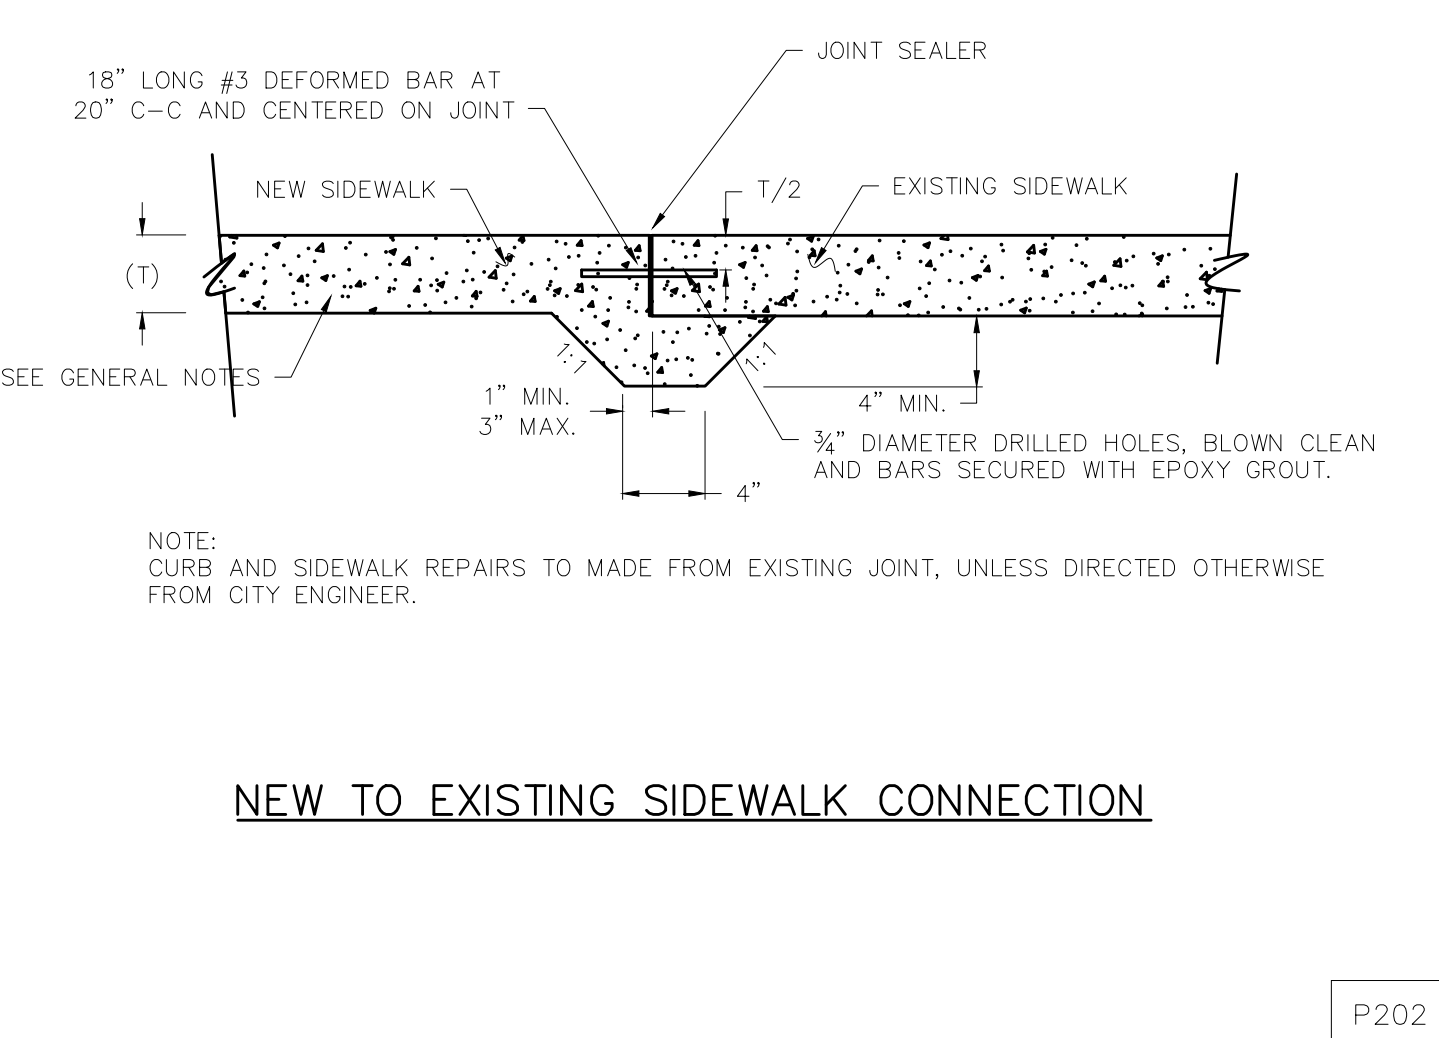 JOINT SEALER
18” LONG #3 DEFORMED BAR AT
20” C–C AND CENTERED ON JOINT
NEW SIDEWALK
T/2
EXISTING SIDEWALK
(T)
SEE GENERAL NOTES
1:1
1:1
1” MIN.
3” MAX.
4” MIN.
¾” DIAMETER DRILLED HOLES, BLOWN CLEAN
AND BARS SECURED WITH EPOXY GROUT.
4”
NOTE:
CURB AND SIDEWALK REPAIRS TO MADE FROM EXISTING JOINT, UNLESS DIRECTED OTHERWISE
FROM CITY ENGINEER.
NEW TO EXISTING SIDEWALK CONNECTION
P202